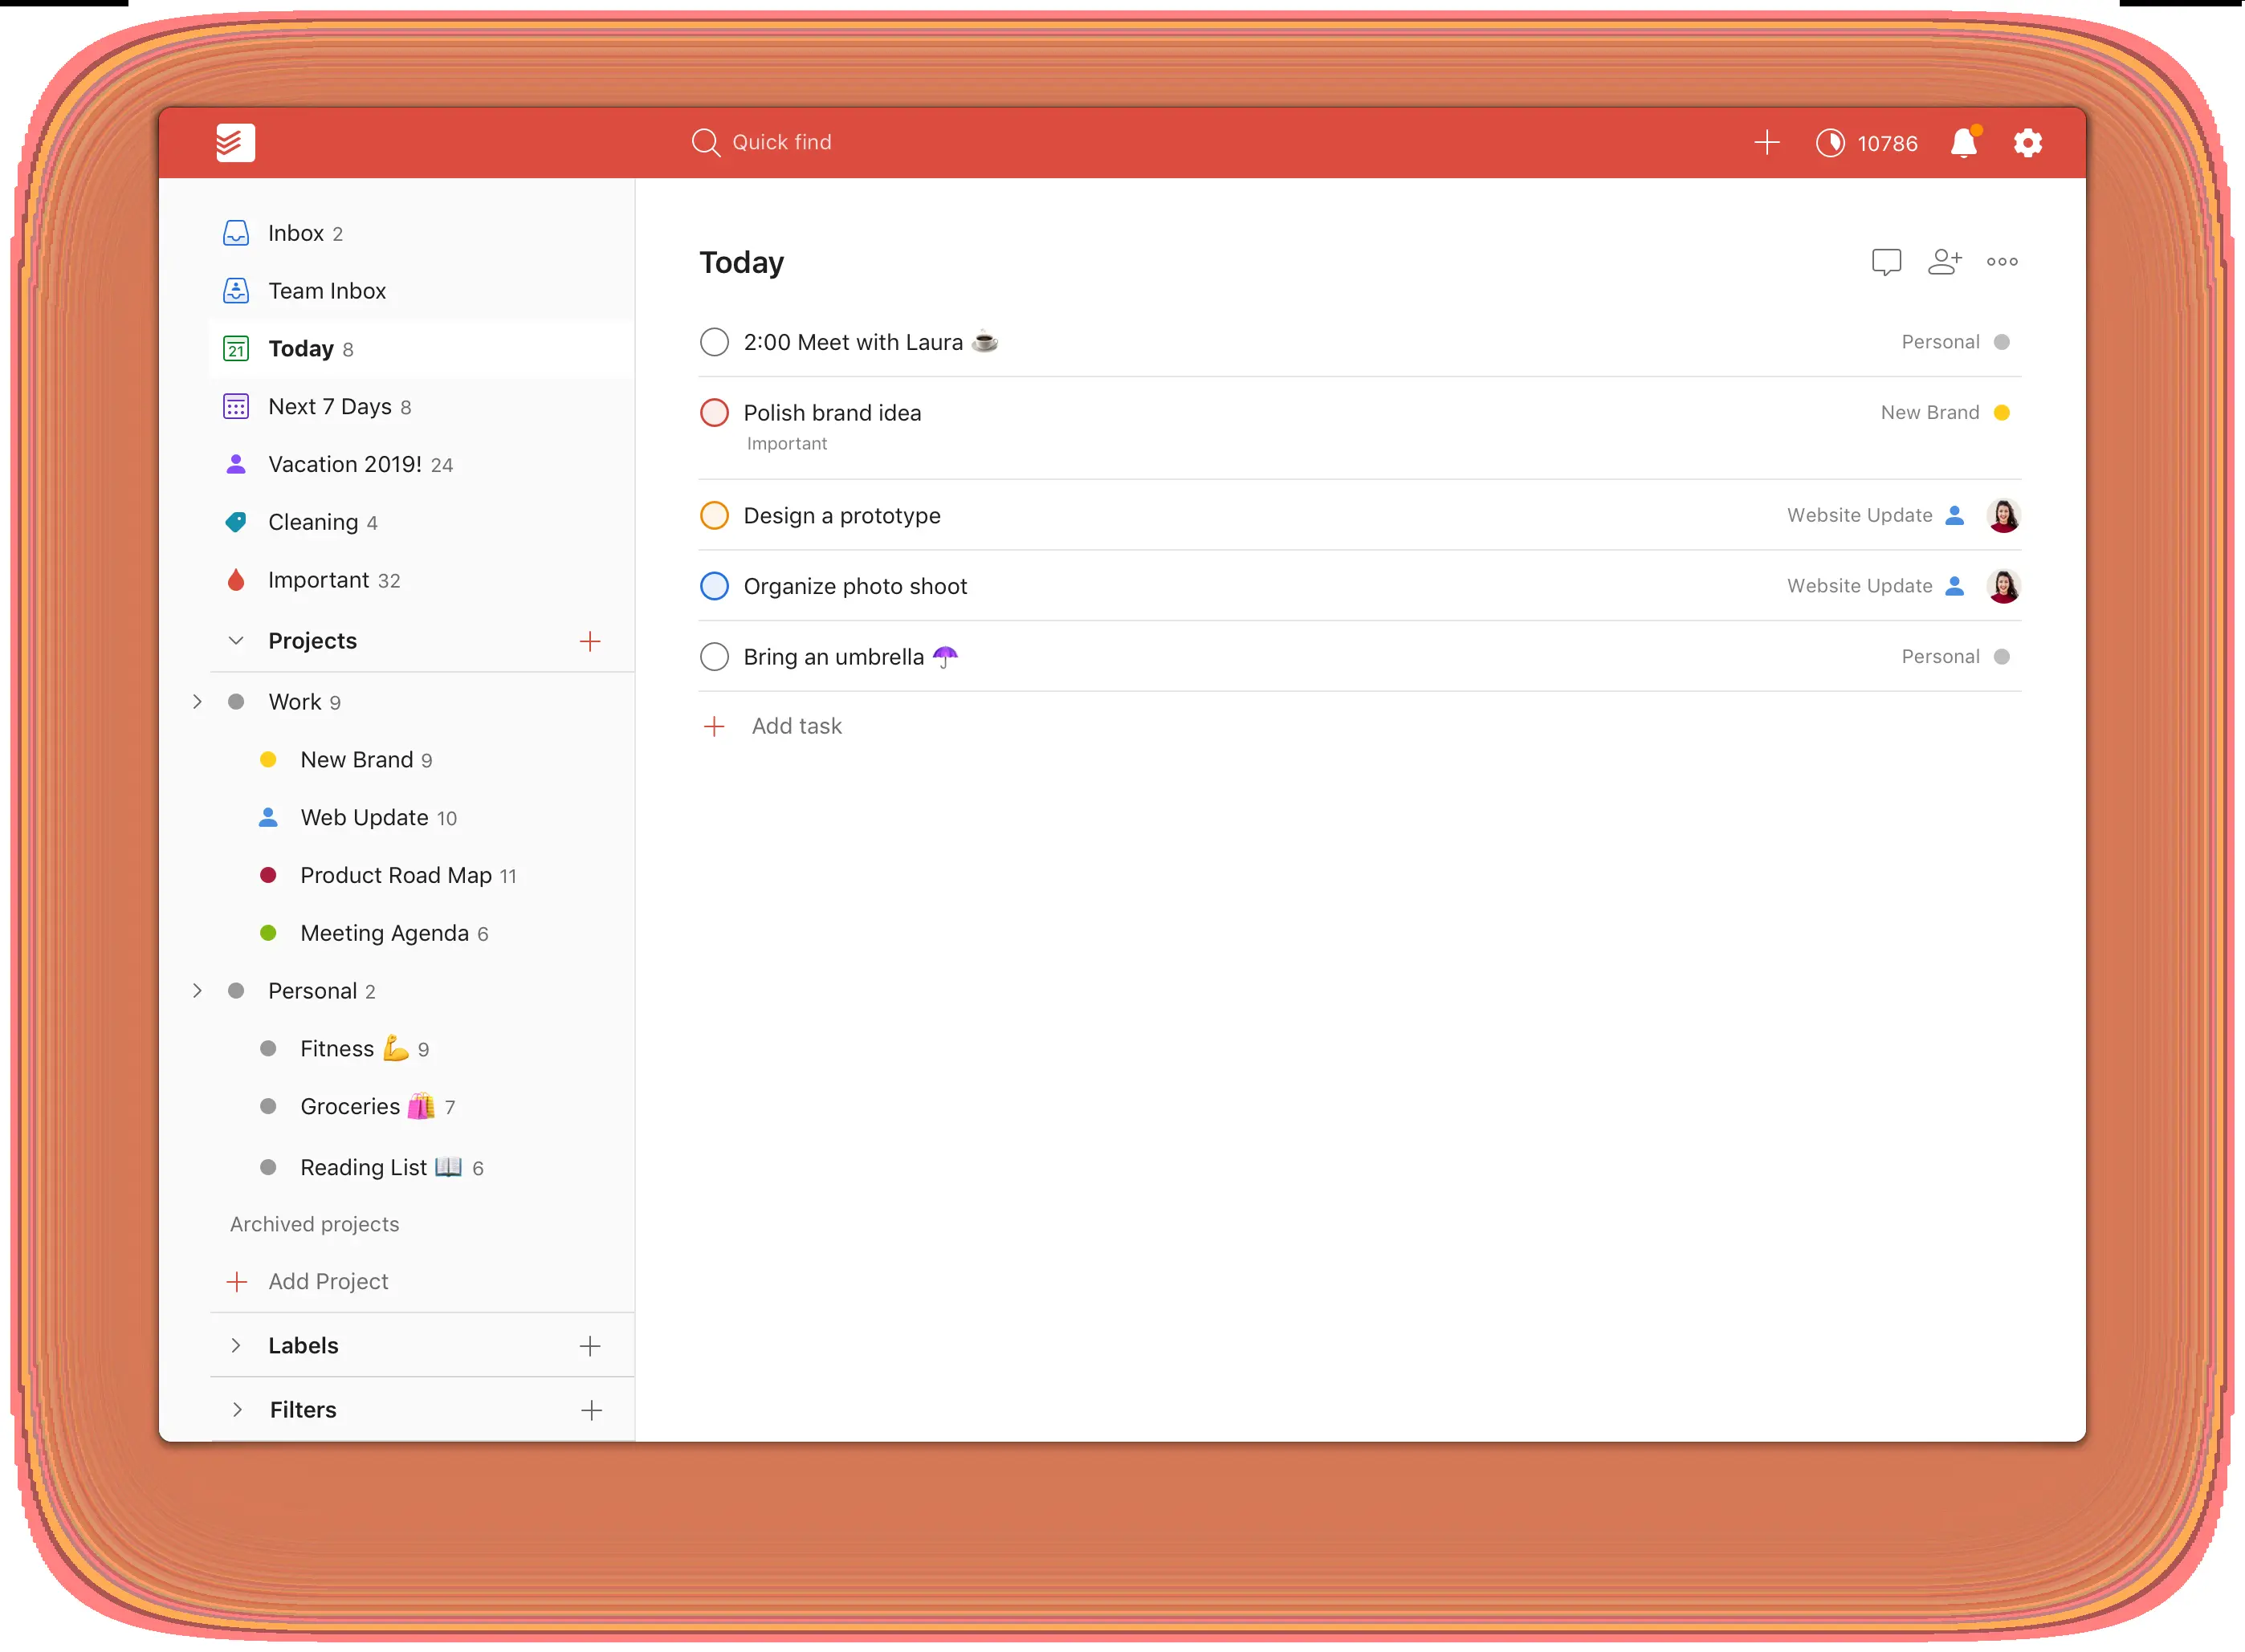 Quick find
10786
Inbox 2
Team Inbox
21 Today 8
Next 7 Days 8
Vacation 2019! 24
Cleaning 4
Important 32
Projects
Work 9
New Brand 9
Web Update 10
Product Road Map 11
Meeting Agenda 6
Personal 2
Fitness 💪 9
Groceries 🛍️ 7
Reading List 📖 6
Archived projects
Add Project
Labels
Filters
Today
2:00 Meet with Laura ☕ Personal
Polish brand idea New Brand
Important
Design a prototype Website Update
Organize photo shoot Website Update
Bring an umbrella ☂️ Personal
Add task